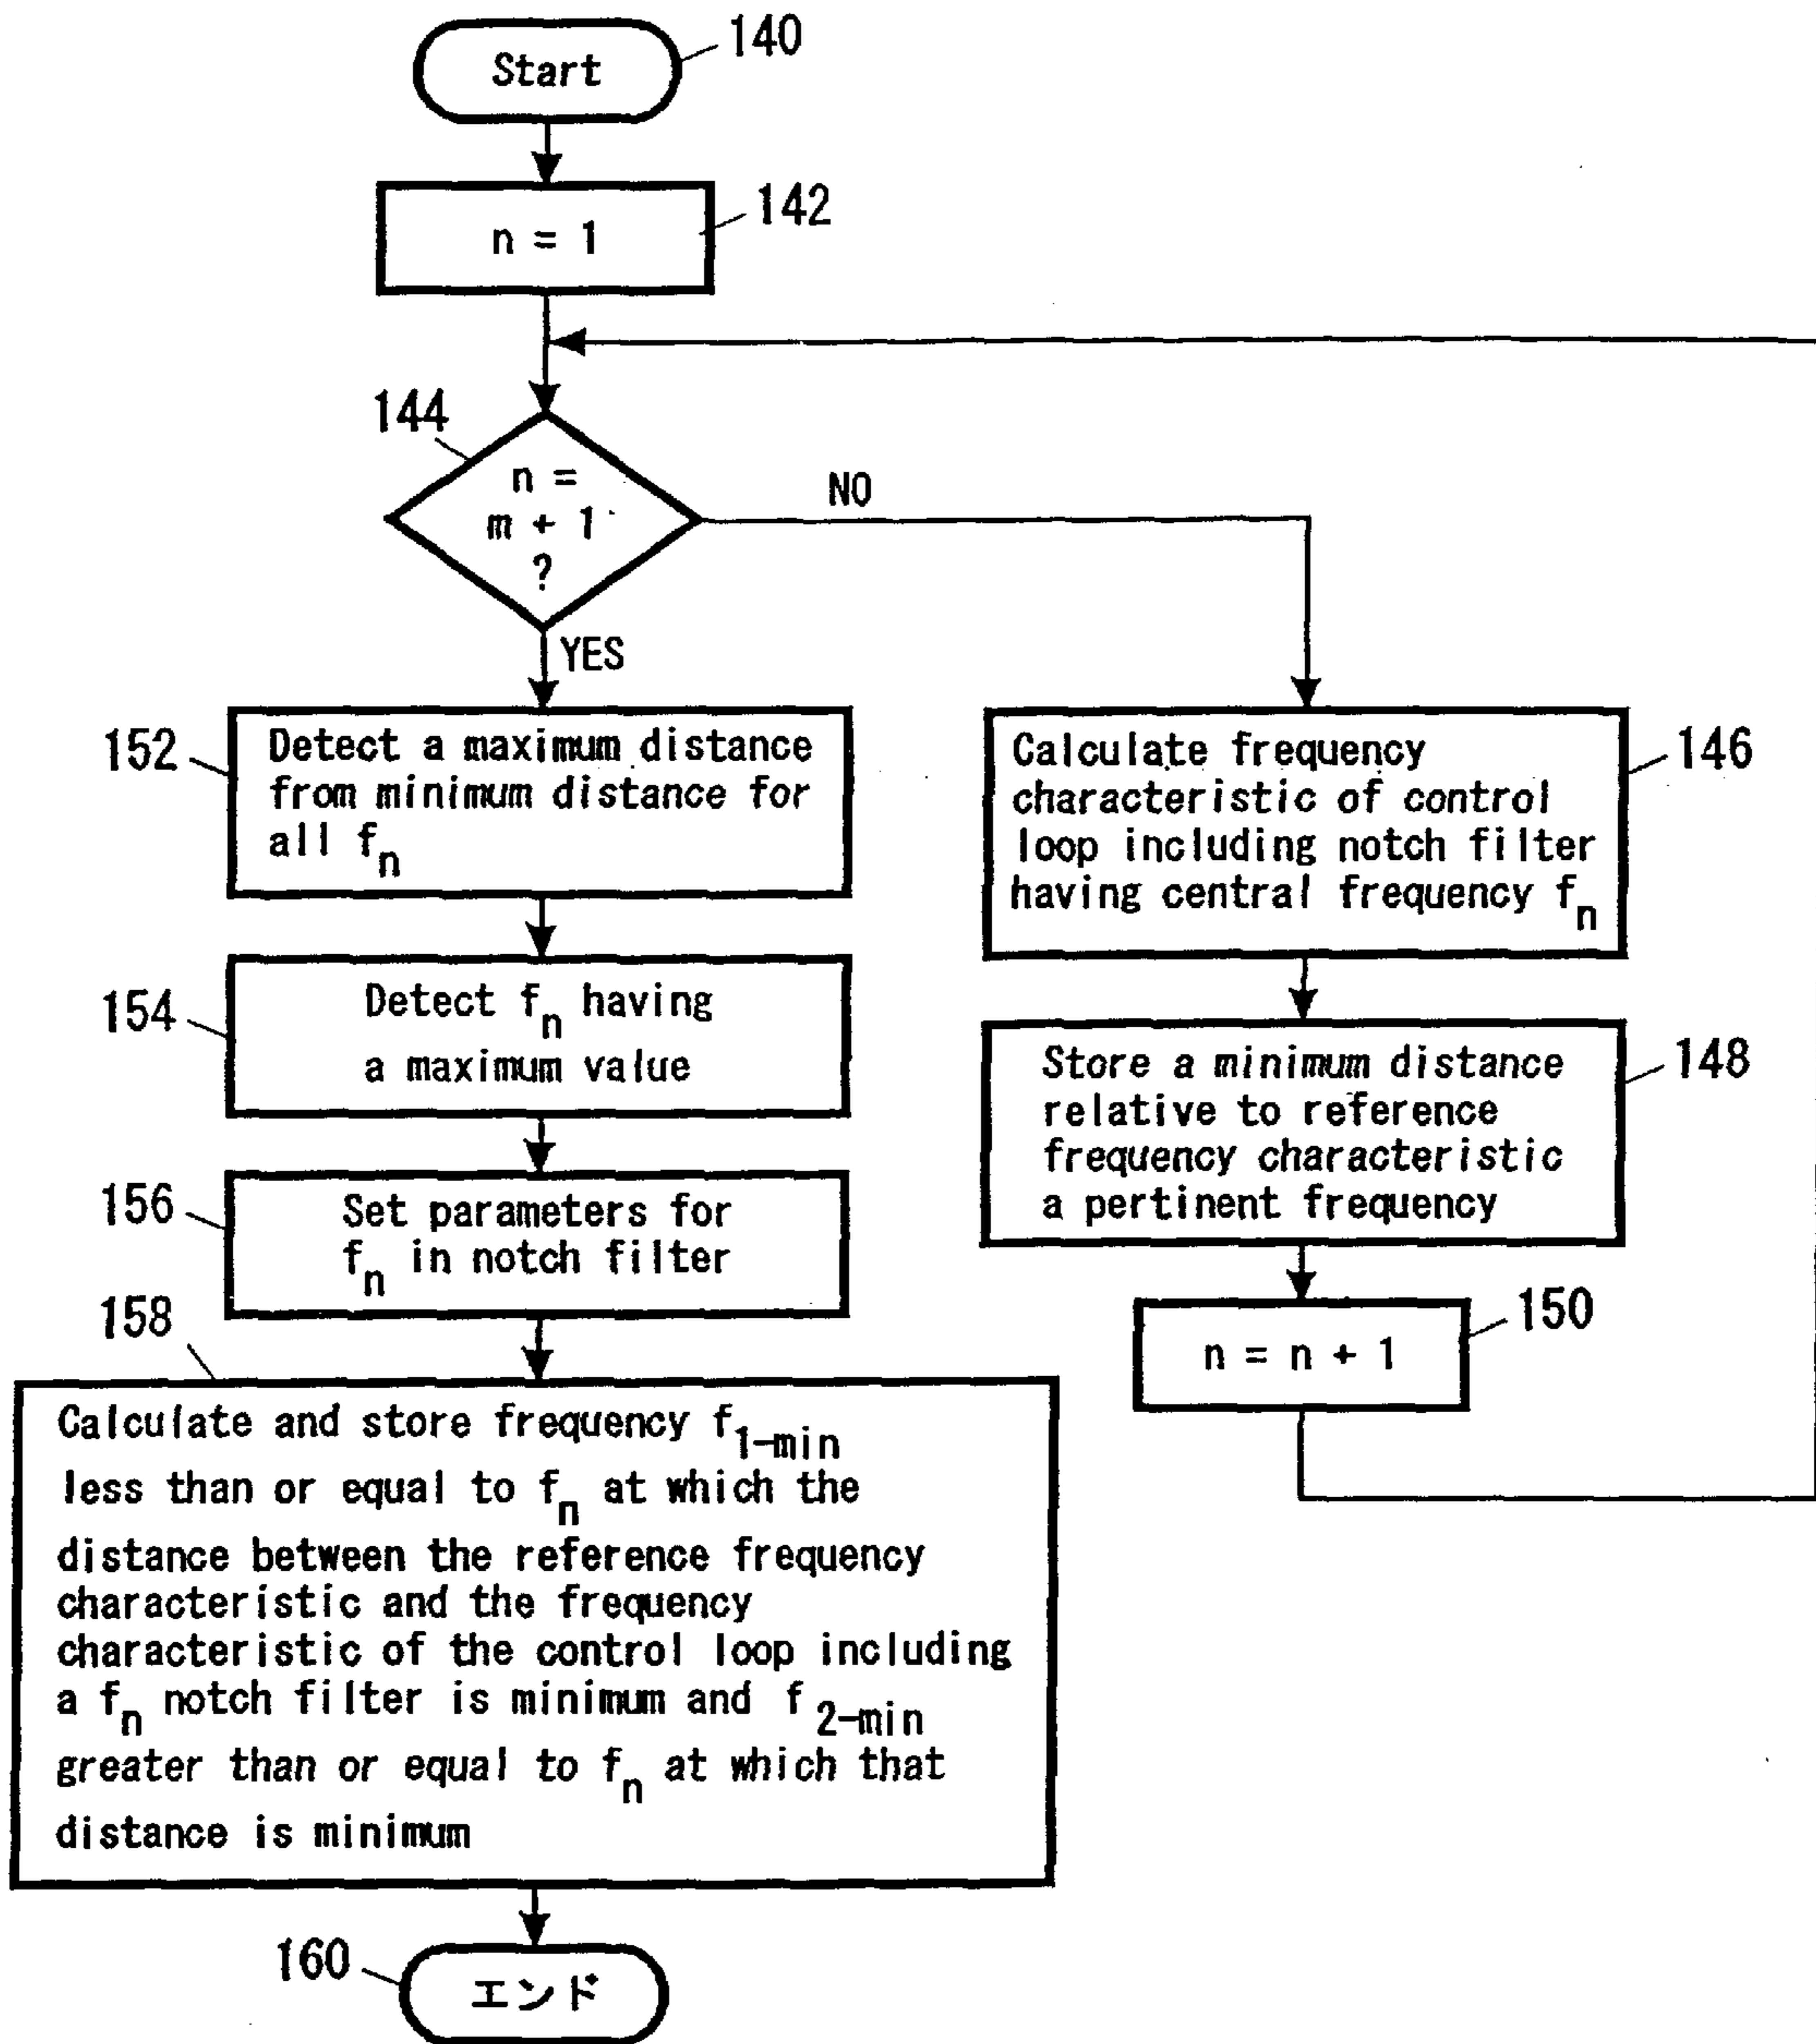 140
Start
142
n = 1
144
n =
m + 1
?
NO
YES
152
Detect a maximum distance
from minimum distance for
all fn
146
Calculate frequency
characteristic of control
loop including notch filter
having central frequency fn
154
Detect fn having
a maximum value
148
Store a minimum distance
relative to reference
frequency characteristic
a pertinent frequency
156
Set parameters for
fn in notch filter
150
n = n + 1
158
Calculate and store frequency f1-min
less than or equal to fn at which the
distance between the reference frequency
characteristic and the frequency
characteristic of the control loop including
a fn notch filter is minimum and f2-min
greater than or equal to fn at which that
distance is minimum
160
エンド